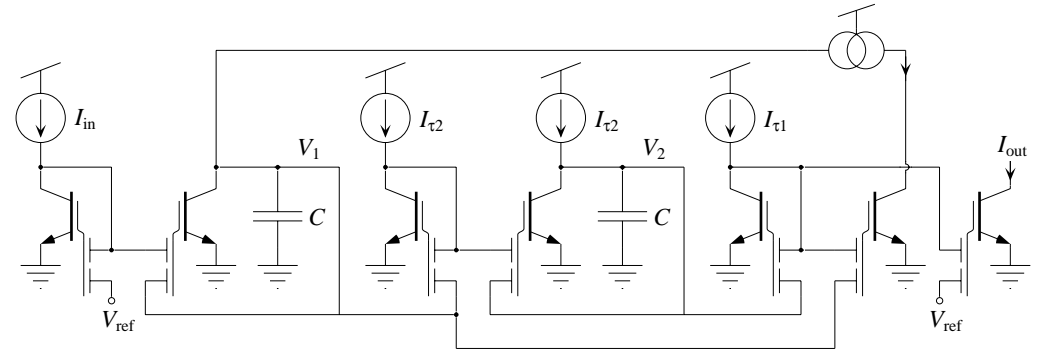 I_in
V_1
C
V_ref
I_τ2
I_τ2
V_2
C
I_τ1
I_out
V_ref